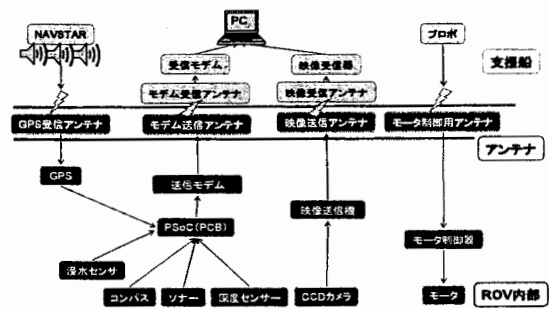 PC
NAVSTAR
プロポ
受信モデム
映像受信器
支援船
モデム受信アンテナ
映像受信アンテナ
GPS受信アンテナ
モデム送信アンテナ
映像送信アンテナ
モータ制御用アンテナ
アンテナ
GPS
送信モデム
映像送信機
PSoC(PCB)
モータ制御器
浸水センサ
コンパス
ソナー
深度センサー
CCDカメラ
モータ
ROV内部